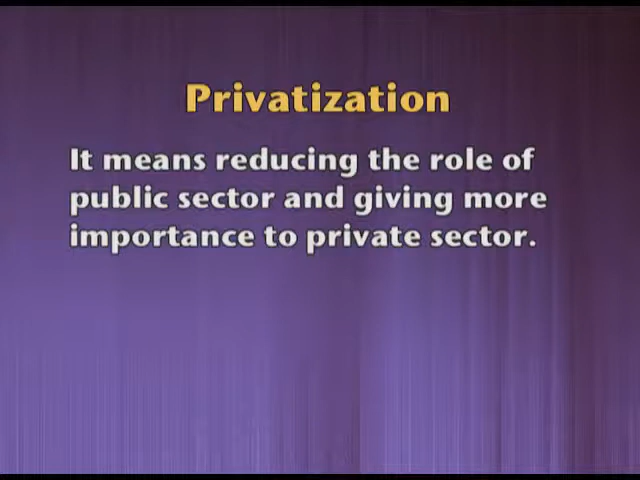 Privatization
It means reducing the role of
public sector and giving more
importance to private sector.